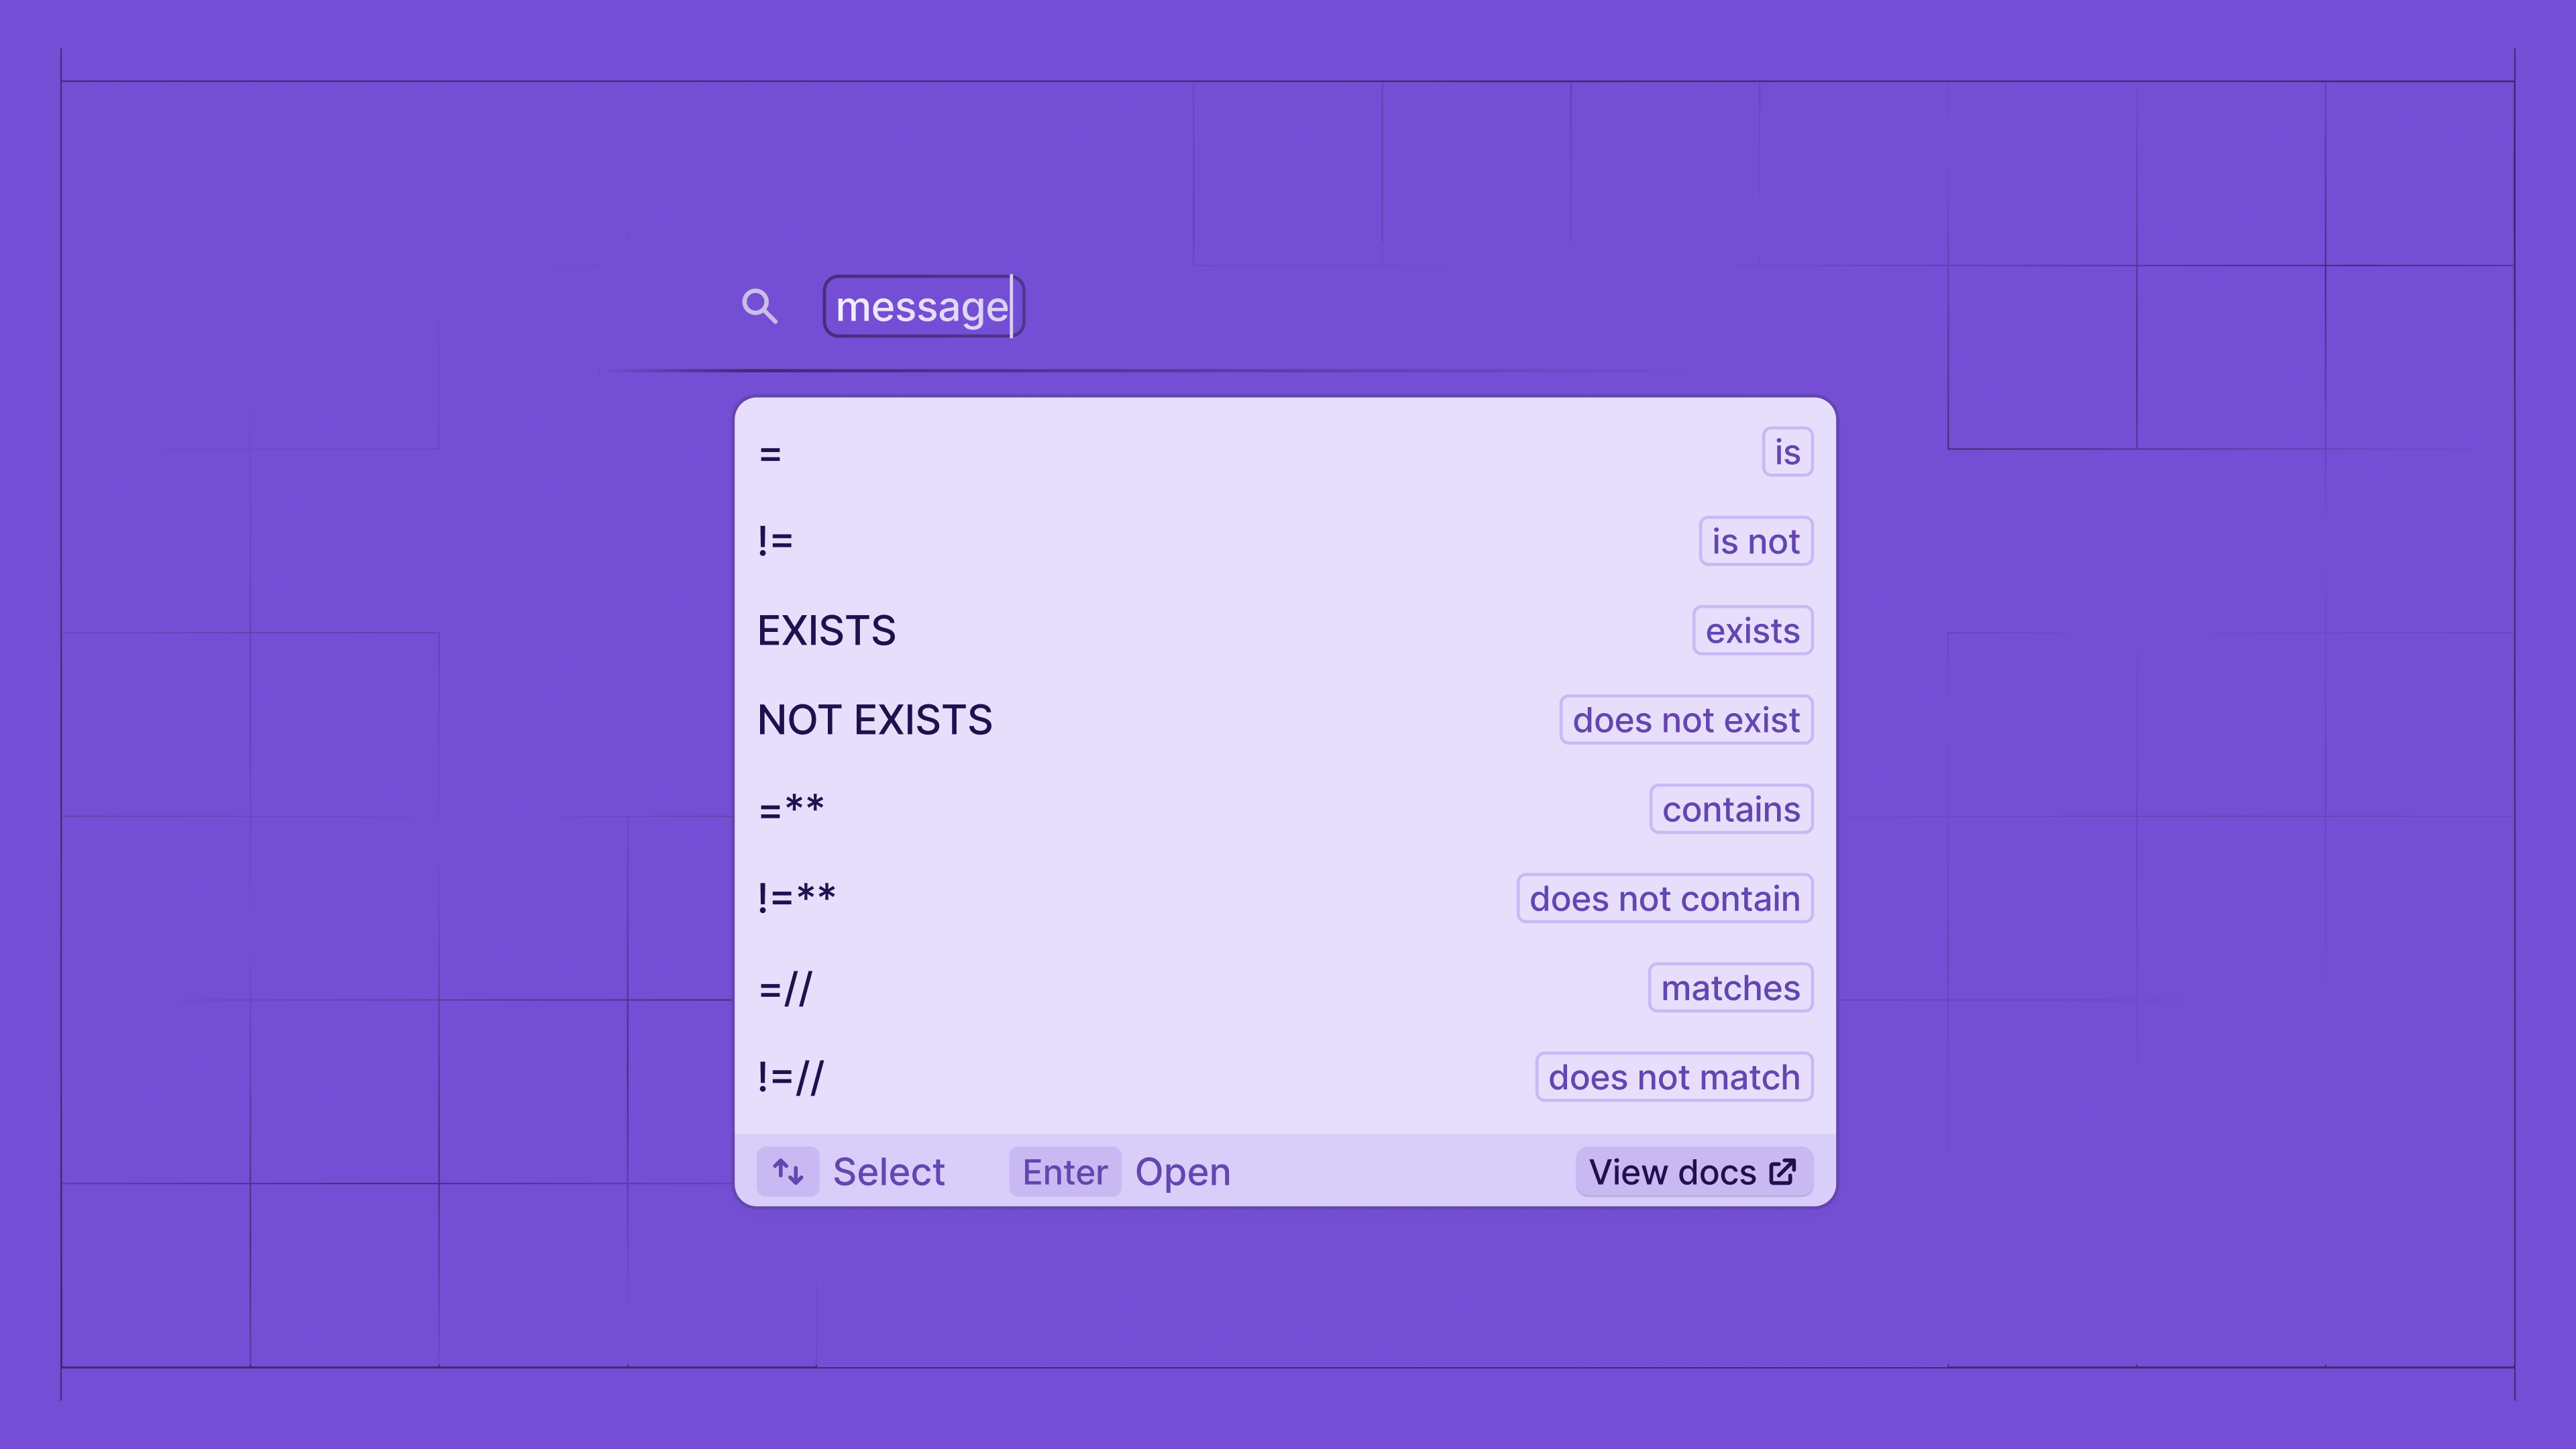 message
= is
!= is not
EXISTS exists
NOT EXISTS does not exist
=** contains
!=** does not contain
=// matches
!=// does not match
Select Enter Open View docs